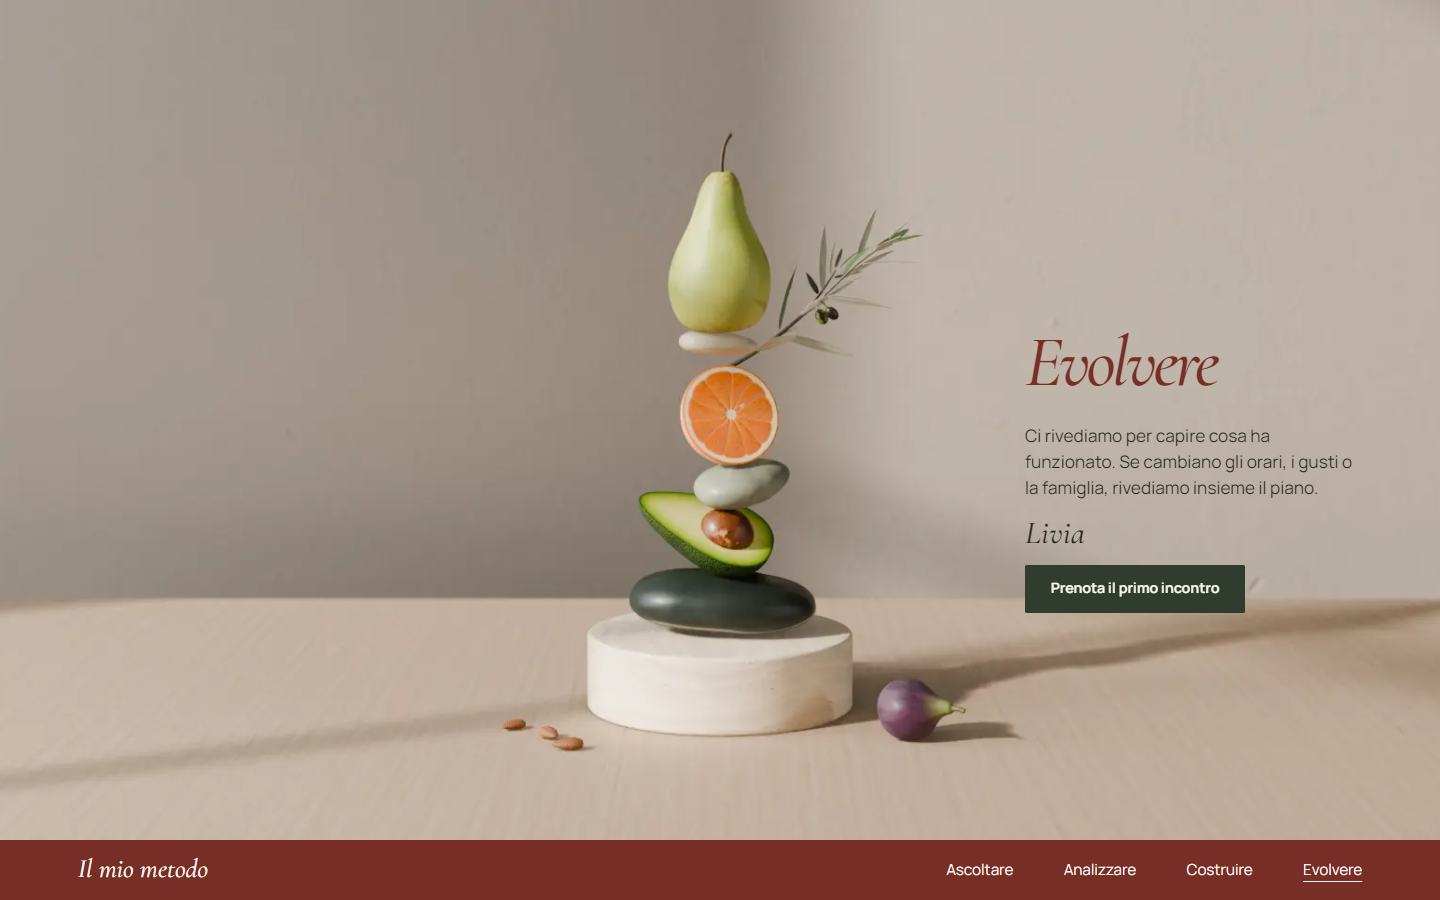 Evolvere
Ci rivediamo per capire cosa ha
funzionato. Se cambiano gli orari, i gusti o
la famiglia, rivediamo insieme il piano.
Livia
Prenota il primo incontro
Il mio metodo
Ascoltare
Analizzare
Costruire
Evolvere